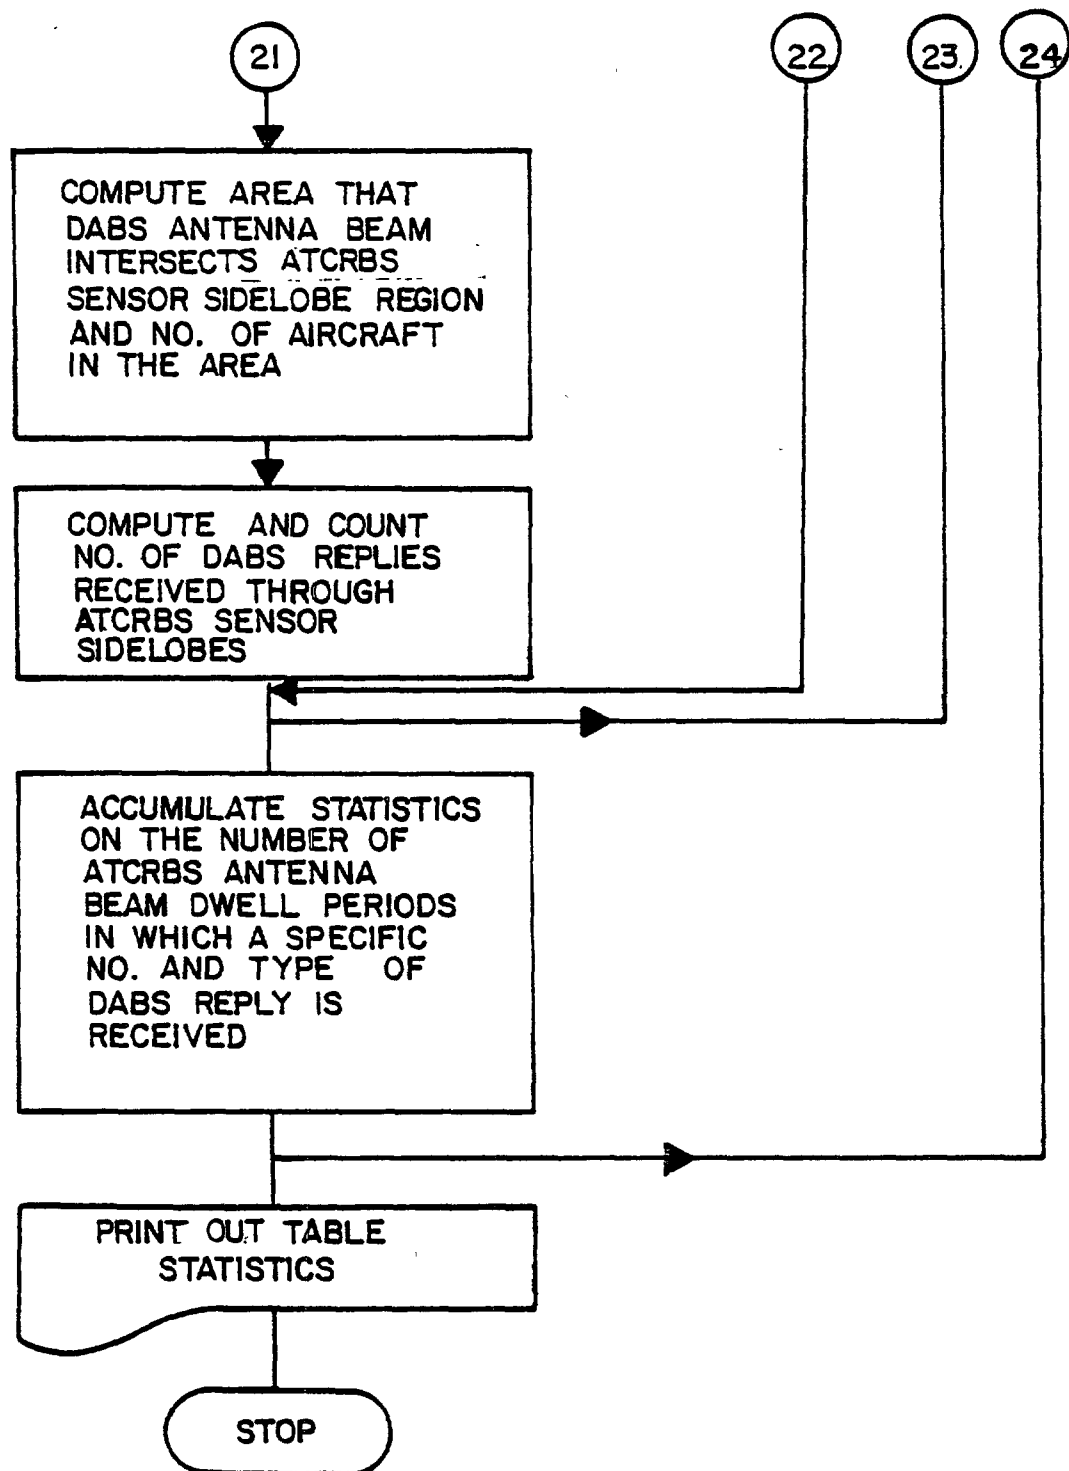 21
22
23
24
COMPUTE AREA THAT
DABS ANTENNA BEAM
INTERSECTS ATCRBS
SENSOR SIDELOBE REGION
AND NO. OF AIRCRAFT
IN THE AREA
COMPUTE AND COUNT
NO. OF DABS REPLIES
RECEIVED THROUGH
ATCRBS SENSOR
SIDELOBES
ACCUMULATE STATISTICS
ON THE NUMBER OF
ATCRBS ANTENNA
BEAM DWELL PERIODS
IN WHICH A SPECIFIC
NO. AND TYPE OF
DABS REPLY IS
RECEIVED
PRINT OUT TABLE
STATISTICS
STOP